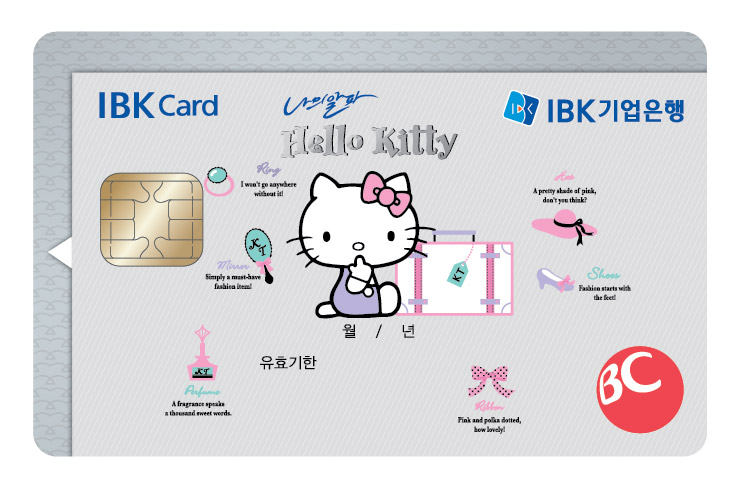 IBK Card
나의알파
IBK기업은행
Hello Kitty
Ring
I won't go anywhere
without it!
Hat
A pretty shade of pink,
don't you think?
KT
Mirror
Simply a must-have
fashion item!
KT
Shoes
Fashion starts with
the feet!
월 / 년
유효기한
KT
Perfume
A fragrance speaks
a thousand sweet words.
Ribbon
Pink and polka dotted,
how lovely!
BC